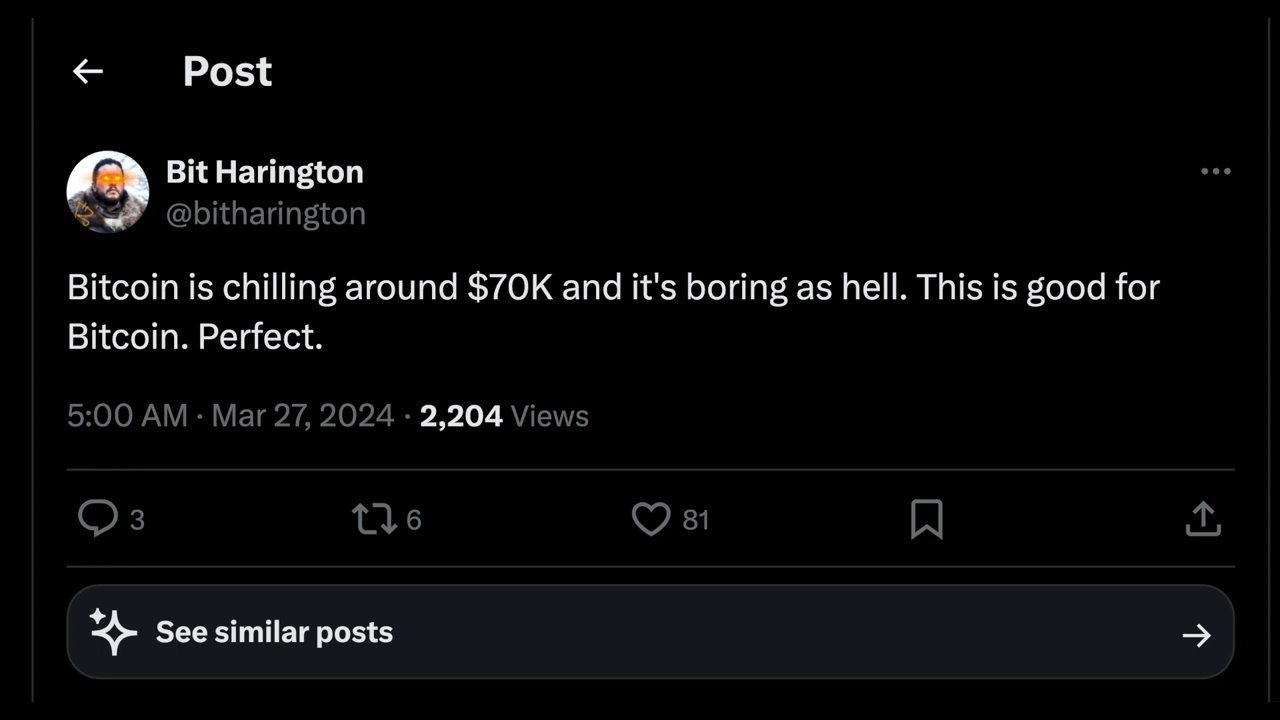 Post
Bit Harington
@bitharington
Bitcoin is chilling around $70K and it's boring as hell. This is good for
Bitcoin. Perfect.
5:00 AM · Mar 27, 2024 · 2,204 Views
3 6 81
See similar posts